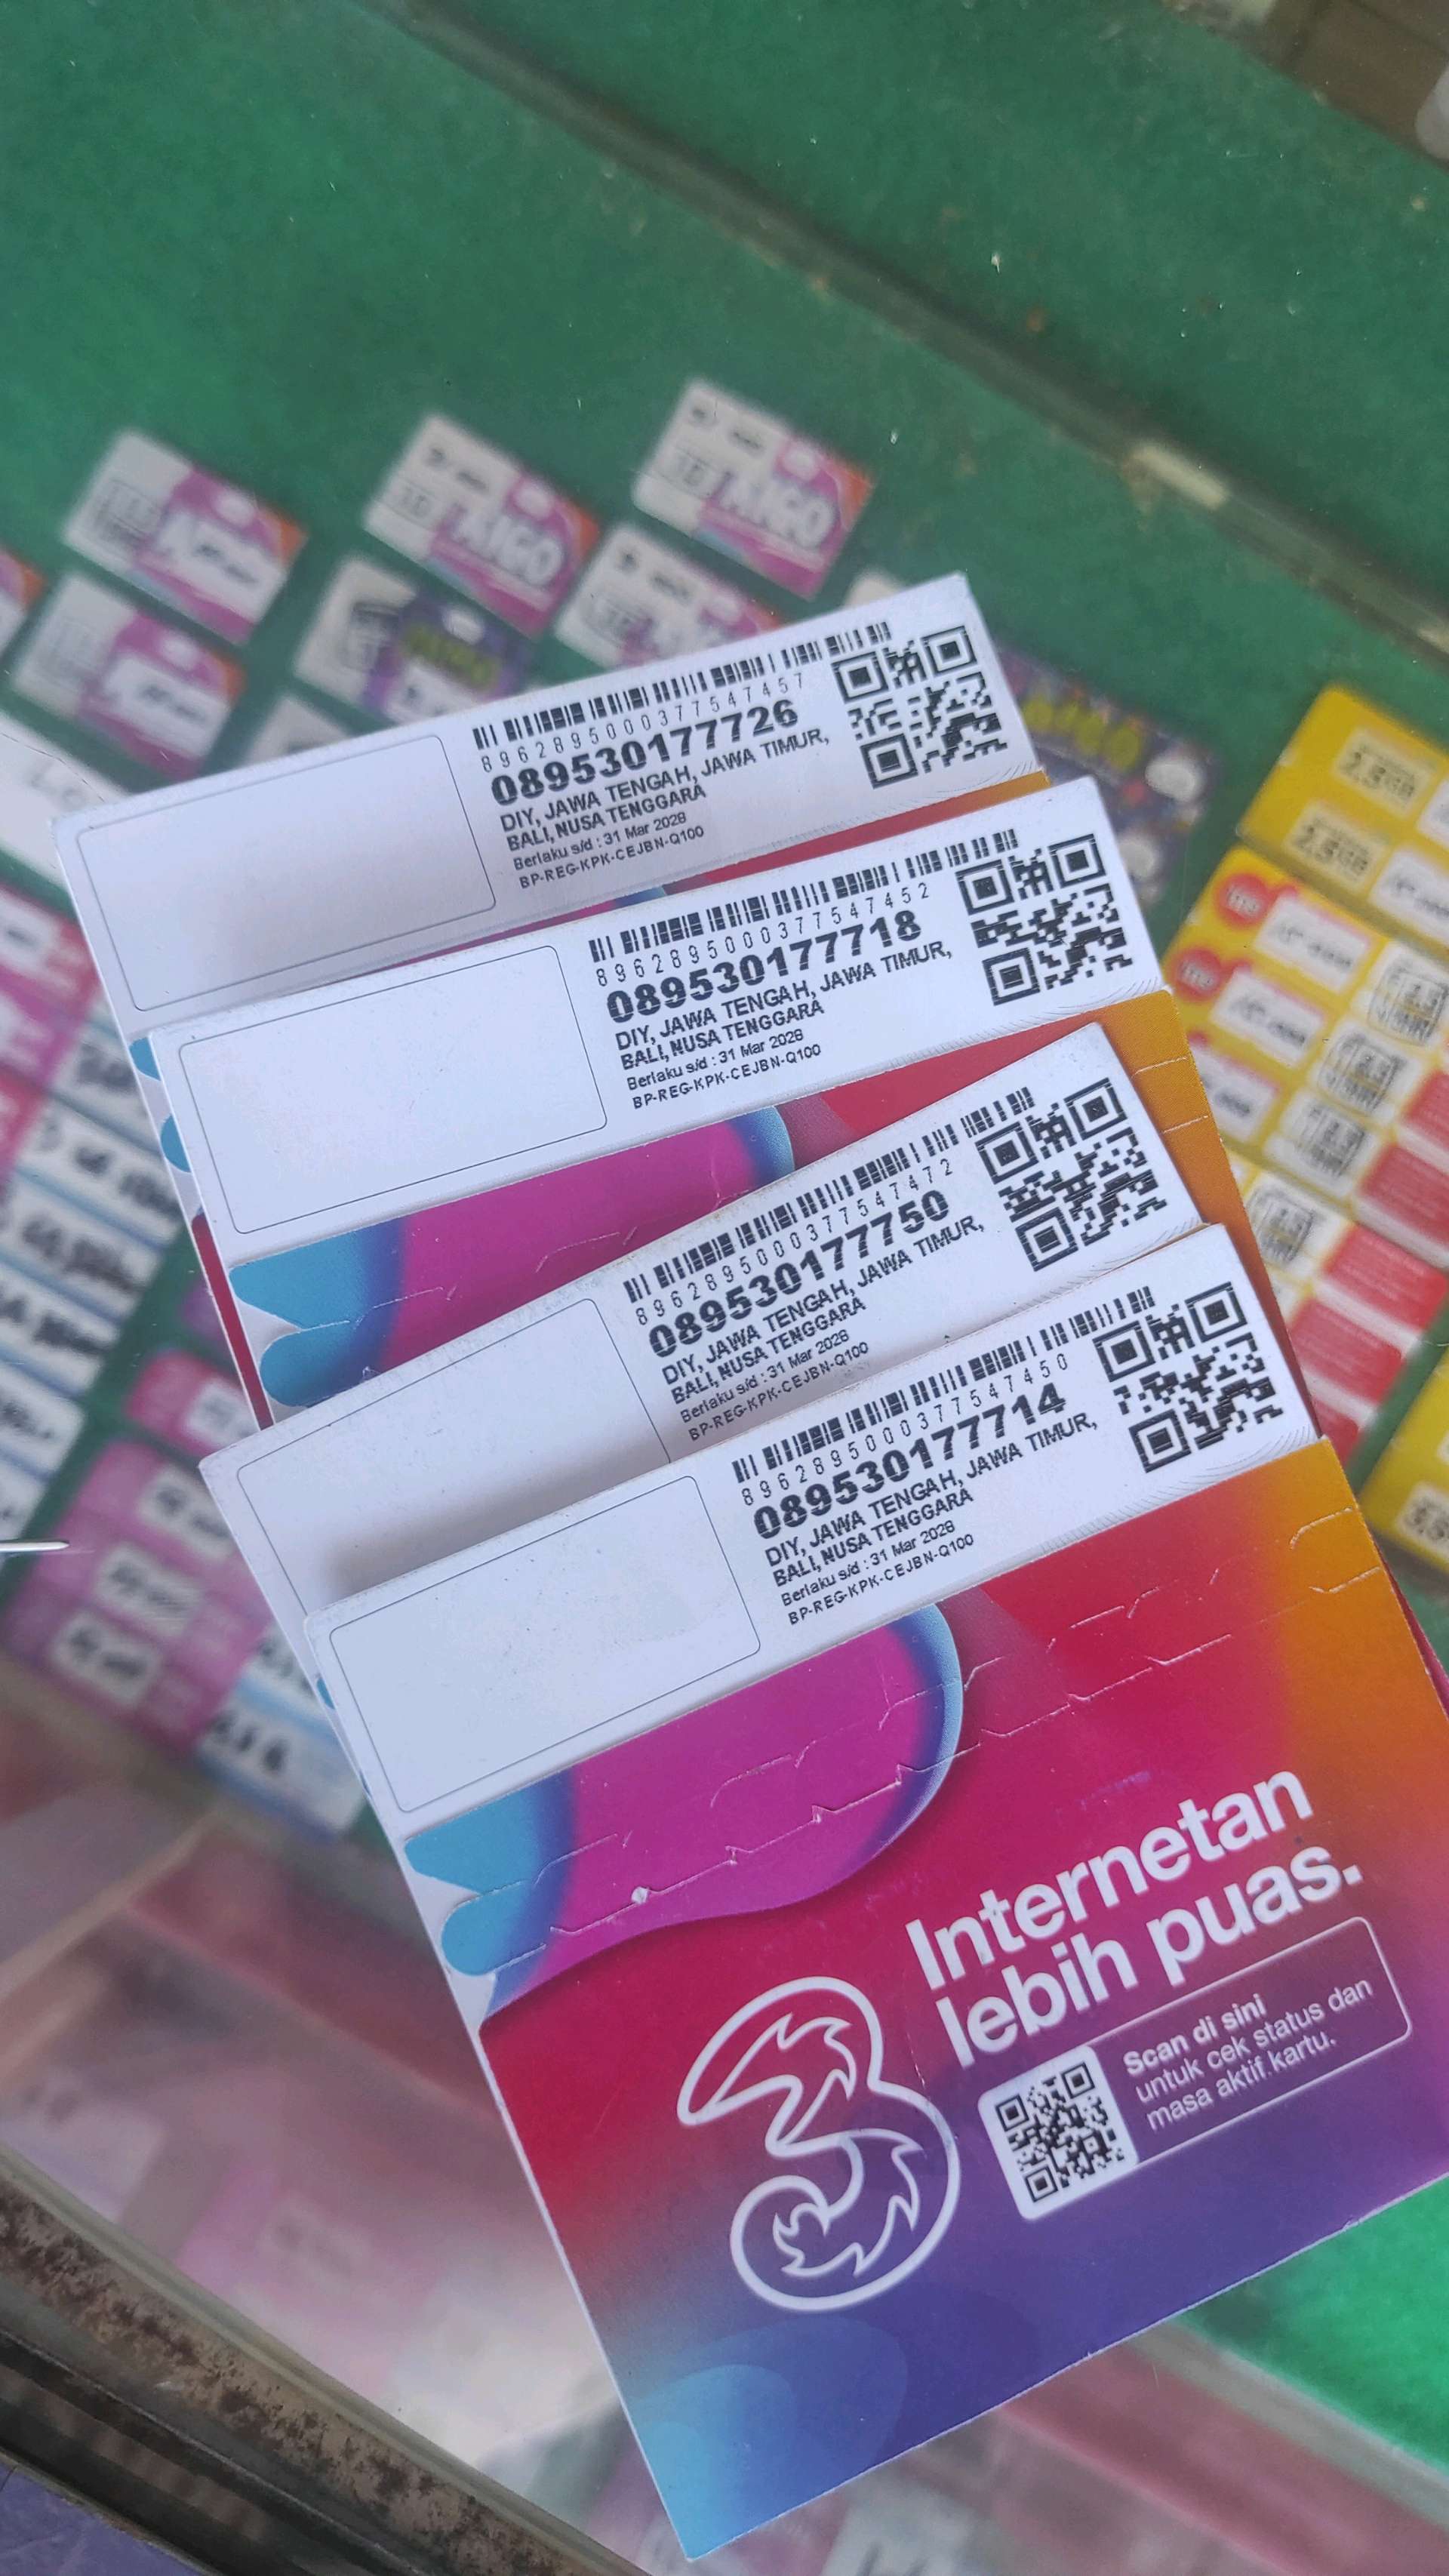 8962895000377547457
089530177726
DIY, JAWA TENGAH, JAWA TIMUR,
BALI, NUSA TENGGARA
Berlaku s/d : 31 Mar 2028
BP-REG-KPK-CEJBN-Q100
8962895000377547452
089530177718
DIY, JAWA TENGAH, JAWA TIMUR,
BALI, NUSA TENGGARA
Berlaku s/d : 31 Mar 2028
BP-REG-KPK-CEJBN-Q100
8962895000377547472
089530177750
DIY, JAWA TENGAH, JAWA TIMUR,
BALI, NUSA TENGGARA
Berlaku s/d : 31 Mar 2028
BP-REG-KPK-CEJBN-Q100
8962895000377547450
089530177714
DIY, JAWA TENGAH, JAWA TIMUR,
BALI, NUSA TENGGARA
Berlaku s/d : 31 Mar 2028
BP-REG-KPK-CEJBN-Q100
Internetan
lebih puas.
3
Scan di sini
untuk cek status dan
masa aktif kartu.
AIGO
AIGO